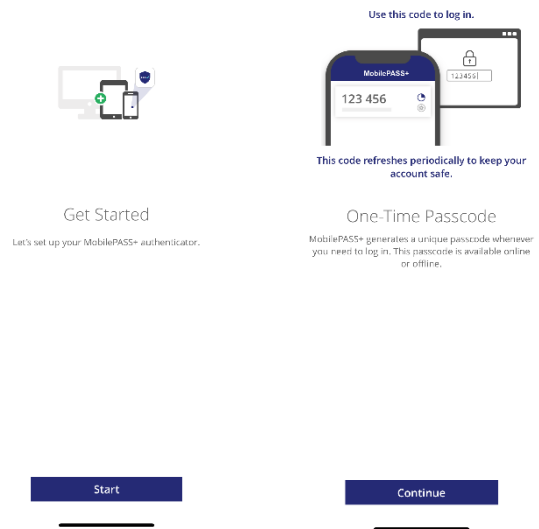 Get Started
Let's set up your MobilePASS+ authenticator.
Start
Use this code to log in.
MobilePASS+
123 456
123456
This code refreshes periodically to keep your
account safe.
One-Time Passcode
MobilePASS+ generates a unique passcode whenever
you need to log in. This passcode is available online
or offline.
Continue